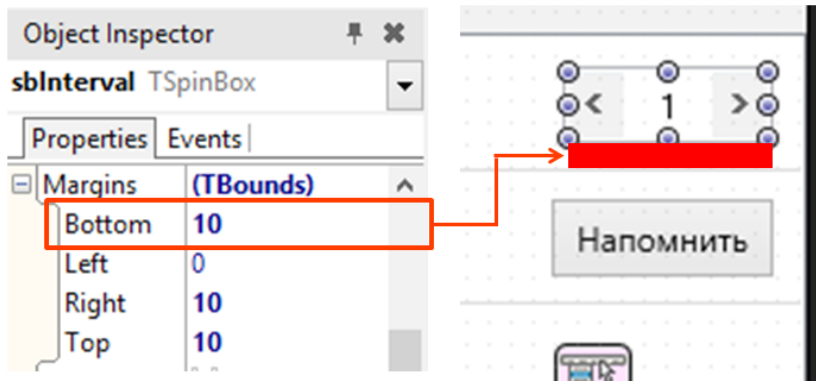 Object Inspector
sbInterval TSpinBox
Properties Events
Margins (TBounds)
Bottom 10
Left 0
Right 10
Top 10
< 1 >
Напомнить